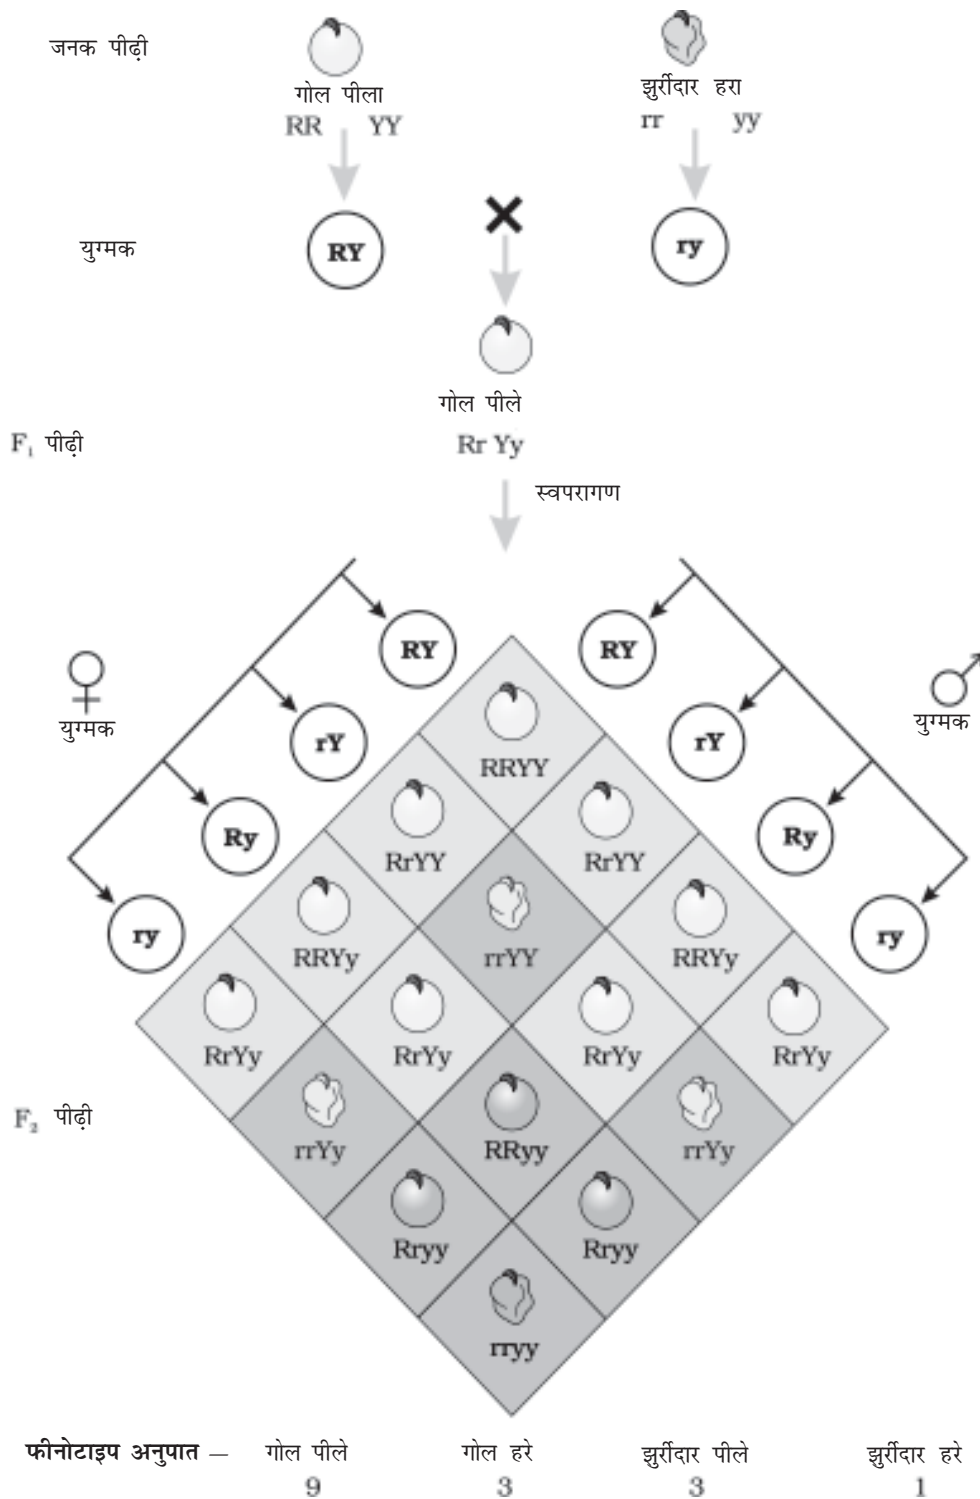 जनक पीढ़ी
गोल पीला
झुर्रीदार हरा
RR YY
rr yy
युग्मक
RY
ry
गोल पीले
F₁ पीढ़ी
Rr Yy
स्वपरागण
RY
RY
युग्मक
युग्मक
rY
rY
RRYY
Ry
Ry
RrYY
RrYY
ry
ry
RRYy
rrYY
RRYy
RrYy
RrYy
RrYy
RrYy
F₂ पीढ़ी
rrYy
RRyy
rrYy
Rryy
Rryy
rryy
फीनोटाइप अनुपात — गोल पीले गोल हरे झुर्रीदार पीले झुर्रीदार हरे
9 3 3 1